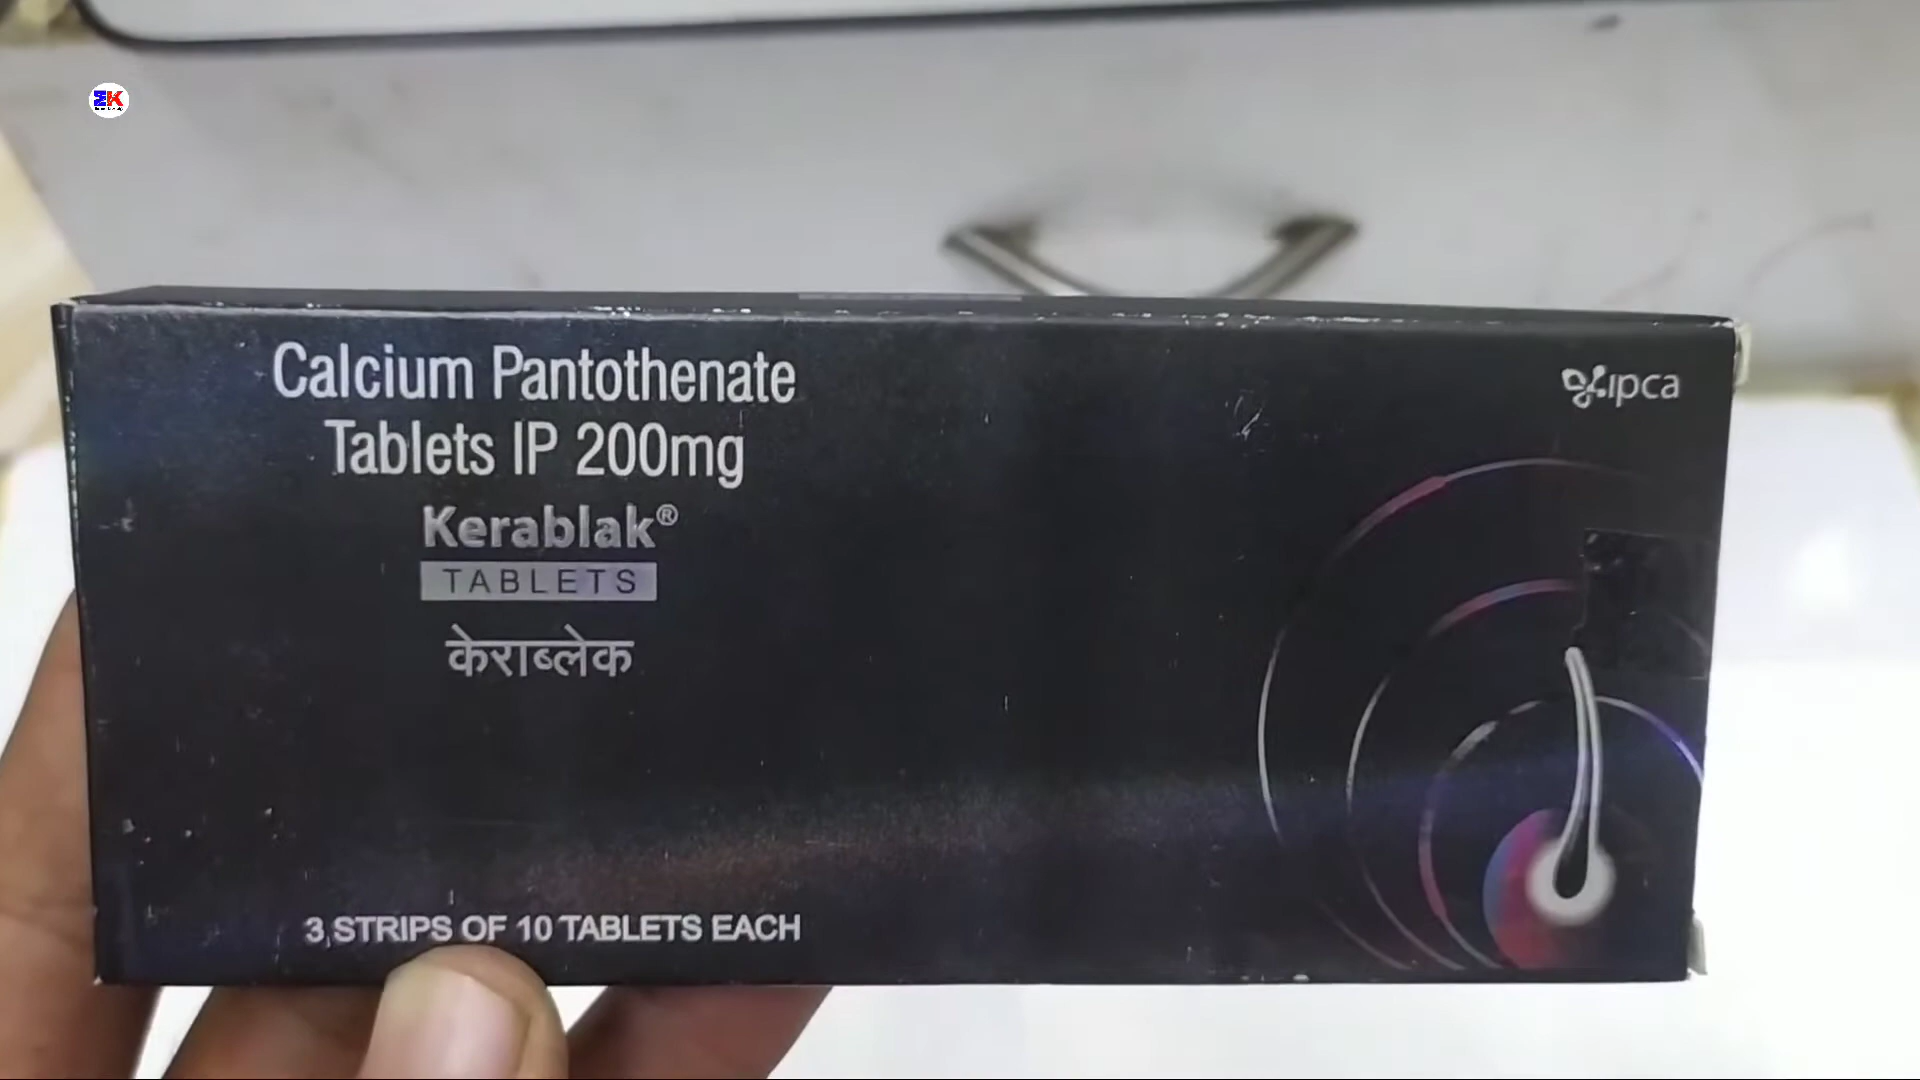 Calcium Pantothenate
Tablets IP 200mg
Kerablak®
TABLETS
केराब्लेक
3 STRIPS OF 10 TABLETS EACH
ipca